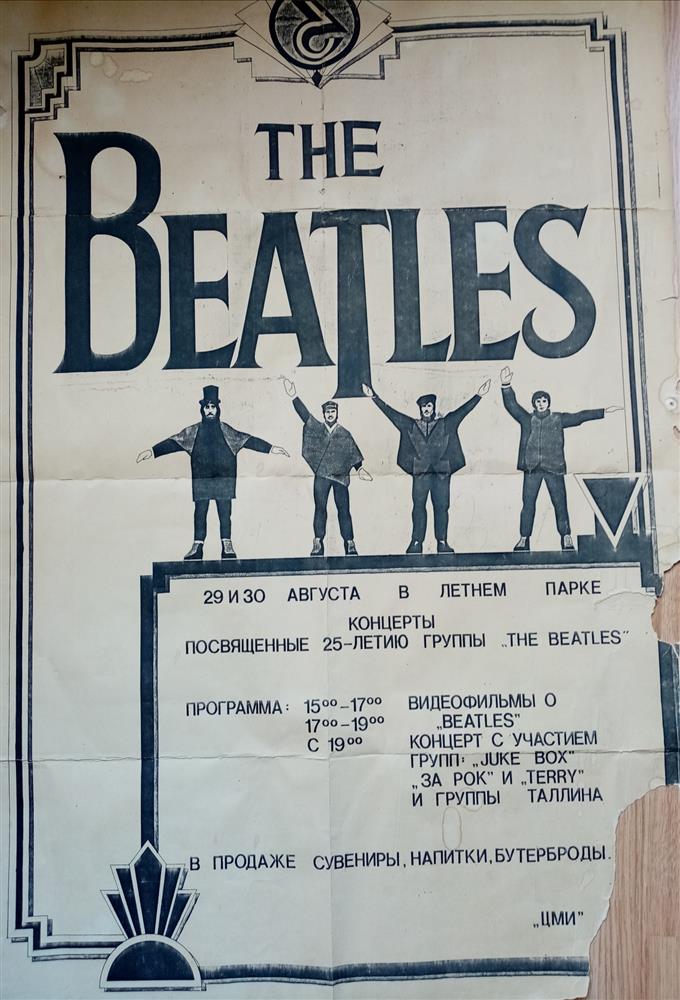 THE
BEATLES
29 И 30 АВГУСТА В ЛЕТНЕМ ПАРКЕ
КОНЦЕРТЫ
ПОСВЯЩЕННЫЕ 25-ЛЕТИЮ ГРУППЫ „THE BEATLES”
ПРОГРАММА: 15⁰⁰-17⁰⁰ ВИДЕОФИЛЬМЫ О
17⁰⁰-19⁰⁰ „BEATLES”
С 19⁰⁰ КОНЦЕРТ С УЧАСТИЕМ
ГРУПП: „JUKE BOX”
„ЗА РОК” И „TERRY”
И ГРУППЫ ТАЛЛИНА
В ПРОДАЖЕ СУВЕНИРЫ, НАПИТКИ, БУТЕРБРОДЫ.
„ЦМИ”